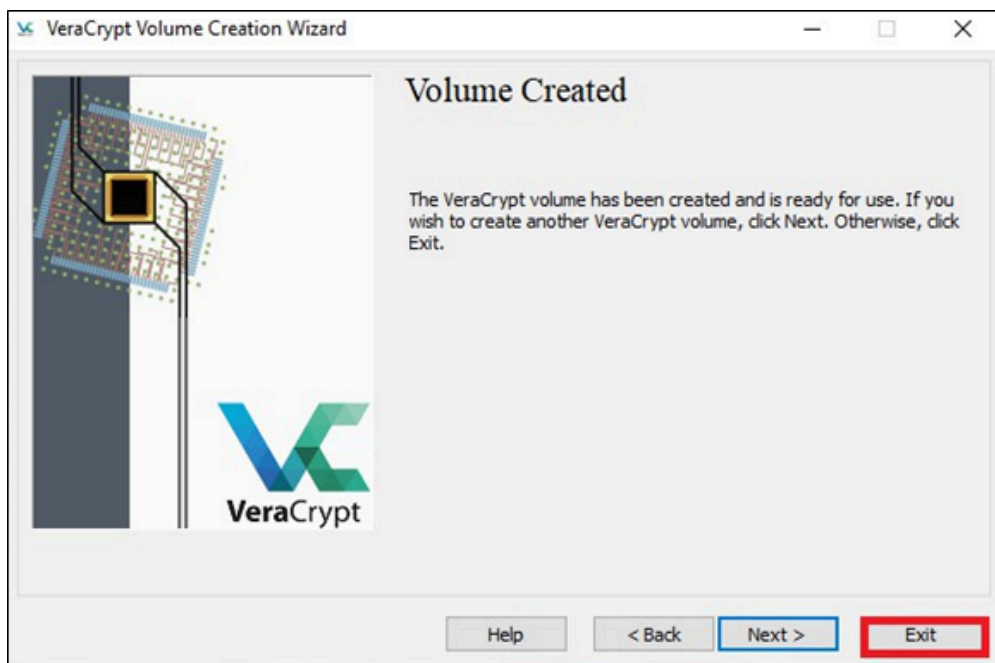 VeraCrypt Volume Creation Wizard
Volume Created
The VeraCrypt volume has been created and is ready for use. If you
wish to create another VeraCrypt volume, click Next. Otherwise, click
Exit.
VeraCrypt
Help
< Back
Next >
Exit